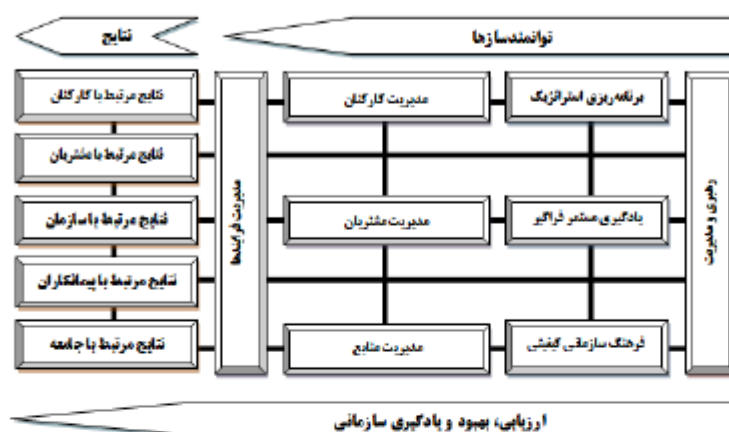 توانمندسازها
نتایج
رهبری و مدیریت
برنامه‌ریزی استراتژیک
یادگیری مستمر فراگیر
فرهنگ سازمانی کیفیتی
مدیریت کارکنان
مدیریت مشتریان
مدیریت منابع
مدیریت فرایندها
نتایج مرتبط با کارکنان
نتایج مرتبط با مشتریان
نتایج مرتبط با سازمان
نتایج مرتبط با پیمانکاران
نتایج مرتبط با جامعه
ارزیابی، بهبود و یادگیری سازمانی